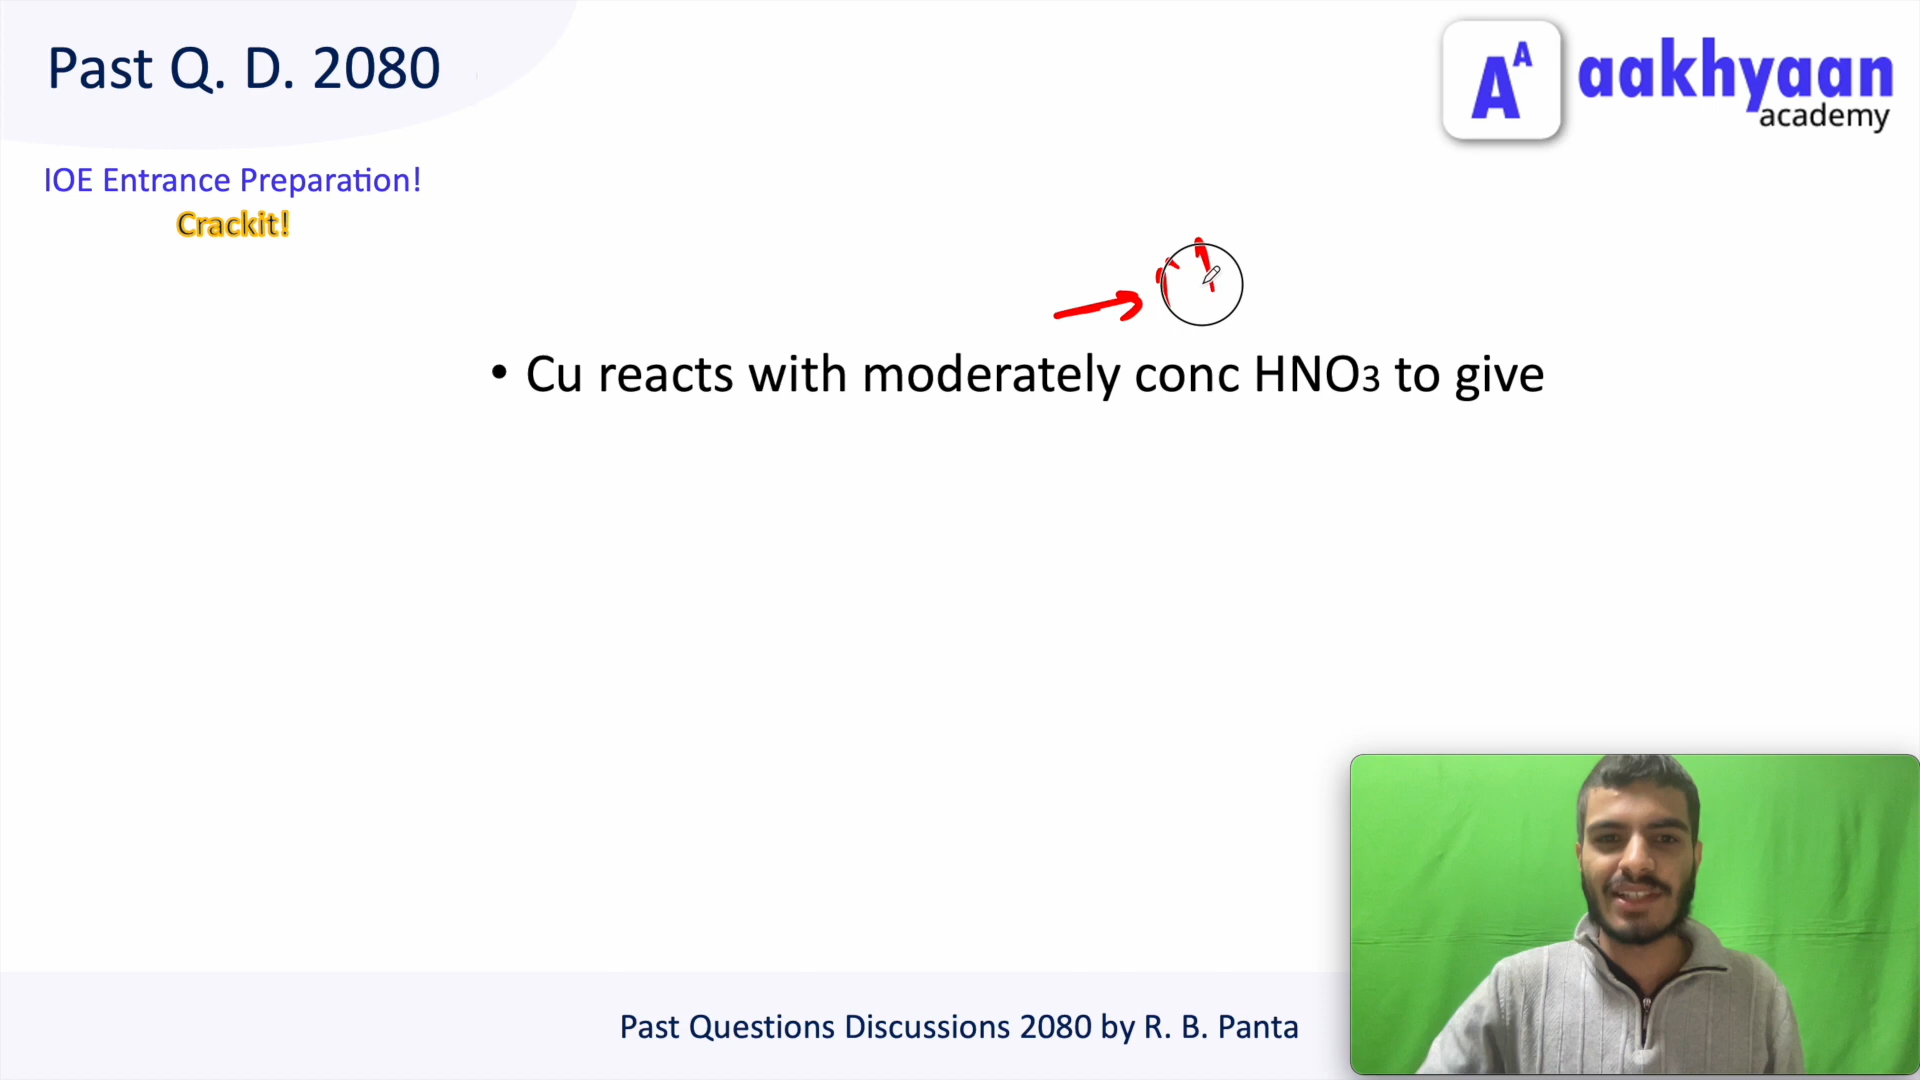 Past Q. D. 2080
AA aakhyaan
academy
IOE Entrance Preparation!
Crackit!
• Cu reacts with moderately conc HNO₃ to give
Past Questions Discussions 2080 by R. B. Panta